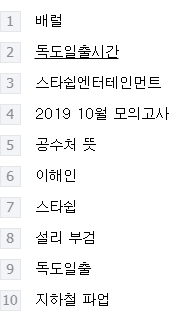 1 배럴
2 독도일출시간
3 스타쉽엔터테인먼트
4 2019 10월 모의고사
5 공수처 뜻
6 이해인
7 스타쉽
8 설리 부검
9 독도일출
10 지하철 파업